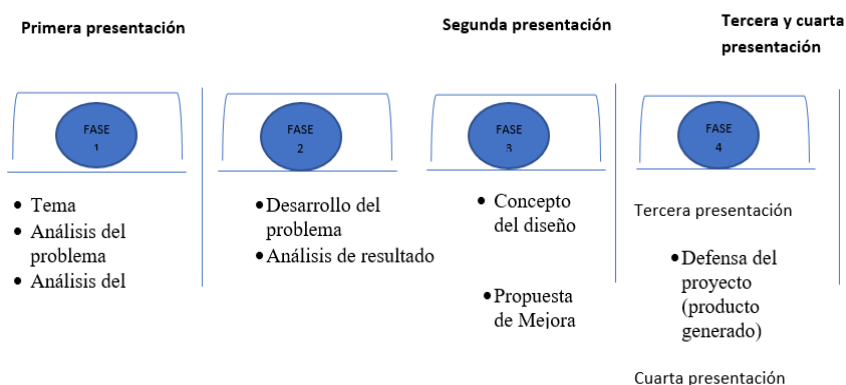 Primera presentación
Segunda presentación
Tercera y cuarta
presentación
FASE
1
FASE
2
FASE
3
FASE
4
• Tema
• Análisis del
problema
• Análisis del
• Desarrollo del
problema
• Análisis de resultado
• Concepto
del diseño
• Propuesta
de Mejora
Tercera presentación
• Defensa del
proyecto
(producto
generado)
Cuarta presentación